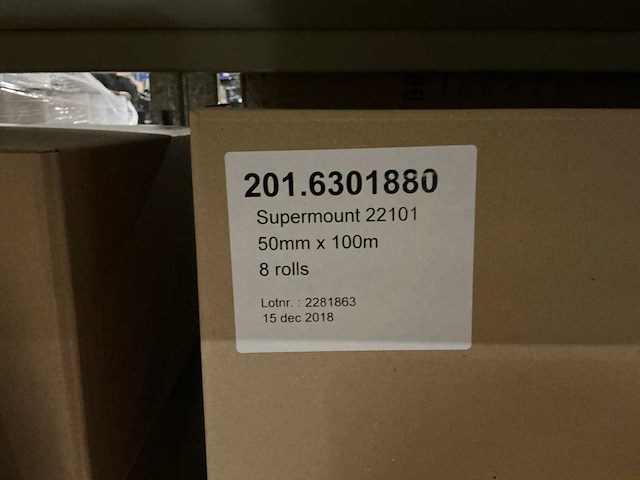 201.6301880
Supermount 22101
50mm x 100m
8 rolls
Lotnr. : 2281863
15 dec 2018